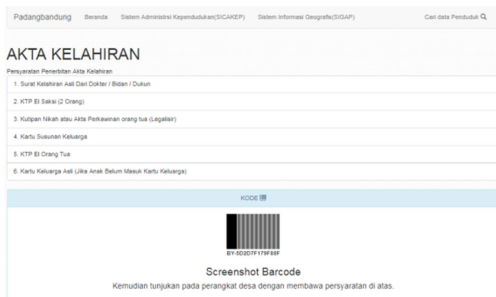 Padangbandung Beranda Sistem Administrsi Kependudukan(SICAKEP) Sistem Informasi Geografis(SIGAP) Cari data Penduduk
AKTA KELAHIRAN
Persyaratan Penerbitan Akta Kelahiran
1. Surat Kelahiran Asli Dari Dokter / Bidan / Dukun
2. KTP El Saksi (2 Orang)
3. Kutipan Nikah atau Akta Perkawinan orang tua (Legalisir)
4. Kartu Susunan Keluarga
5. KTP El Orang Tua
6. Kartu Keluarga Asli (Jika Anak Belum Masuk Kartu Keluarga)
KODE
Screenshot Barcode
Kemudian tunjukan pada perangkat desa dengan membawa persyaratan di atas.